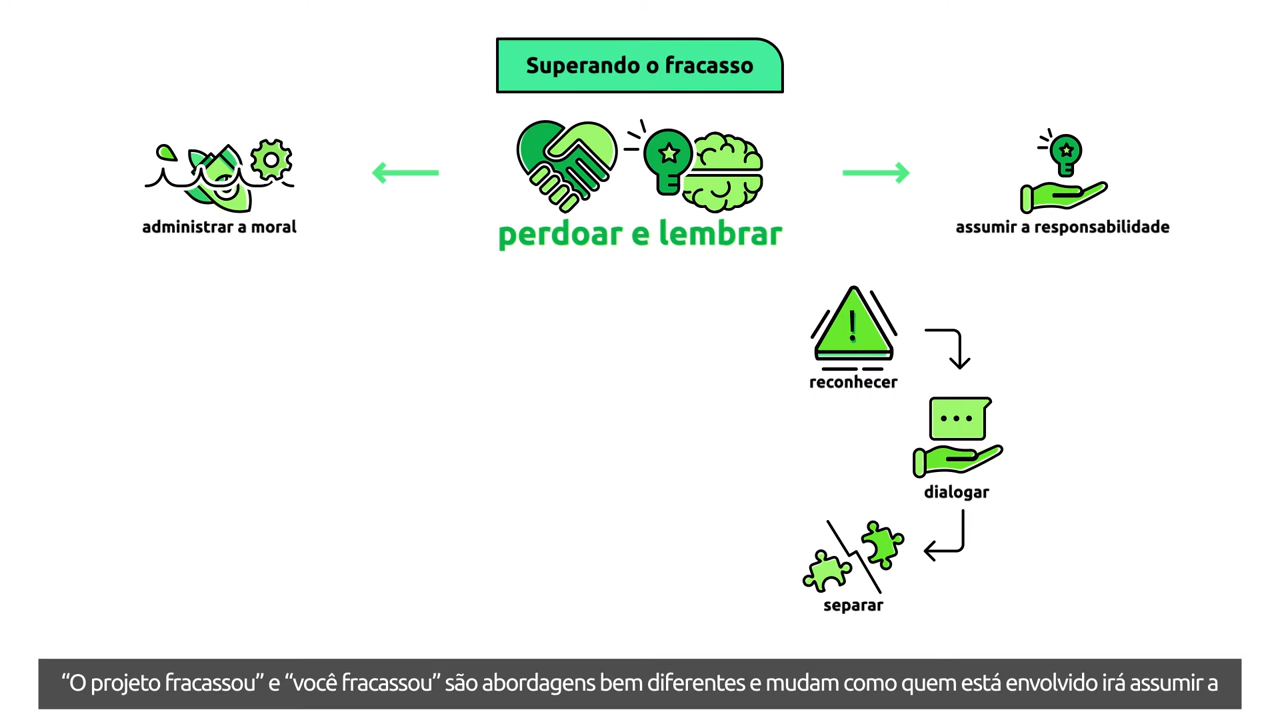 Superando o fracasso
administrar a moral
perdoar e lembrar
assumir a responsabilidade
reconhecer
dialogar
separar
“O projeto fracassou” e “você fracassou” são abordagens bem diferentes e mudam como quem está envolvido irá assumir a